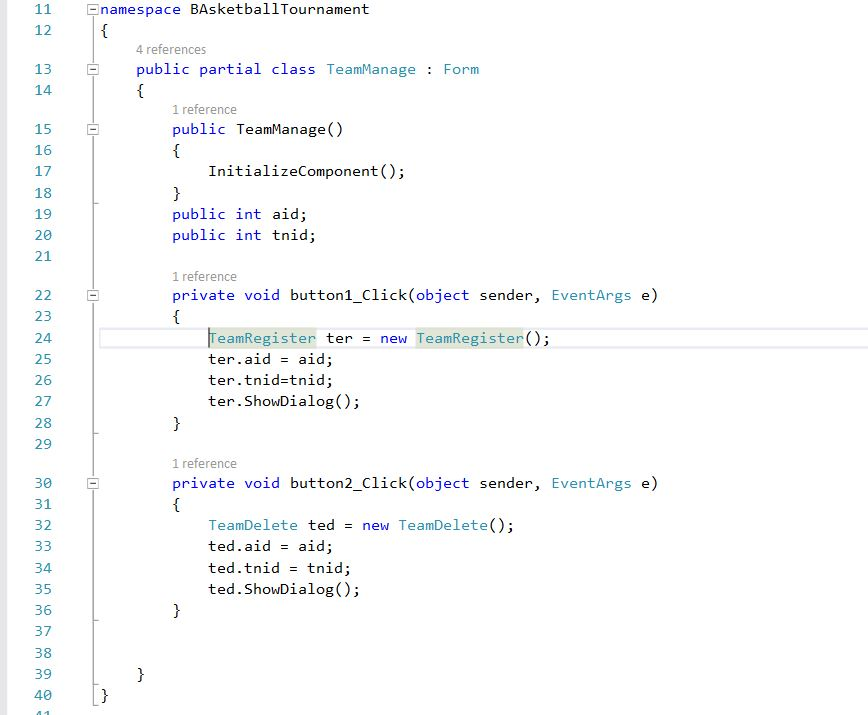 11 namespace BAsketballTournament
12 {
4 references
13 public partial class TeamManage : Form
14 {
1 reference
15 public TeamManage()
16 {
17 InitializeComponent();
18 }
19 public int aid;
20 public int tnid;
21
1 reference
22 private void button1_Click(object sender, EventArgs e)
23 {
24 TeamRegister ter = new TeamRegister();
25 ter.aid = aid;
26 ter.tnid=tnid;
27 ter.ShowDialog();
28 }
29
1 reference
30 private void button2_Click(object sender, EventArgs e)
31 {
32 TeamDelete ted = new TeamDelete();
33 ted.aid = aid;
34 ted.tnid = tnid;
35 ted.ShowDialog();
36 }
37
38
39 }
40 }
41